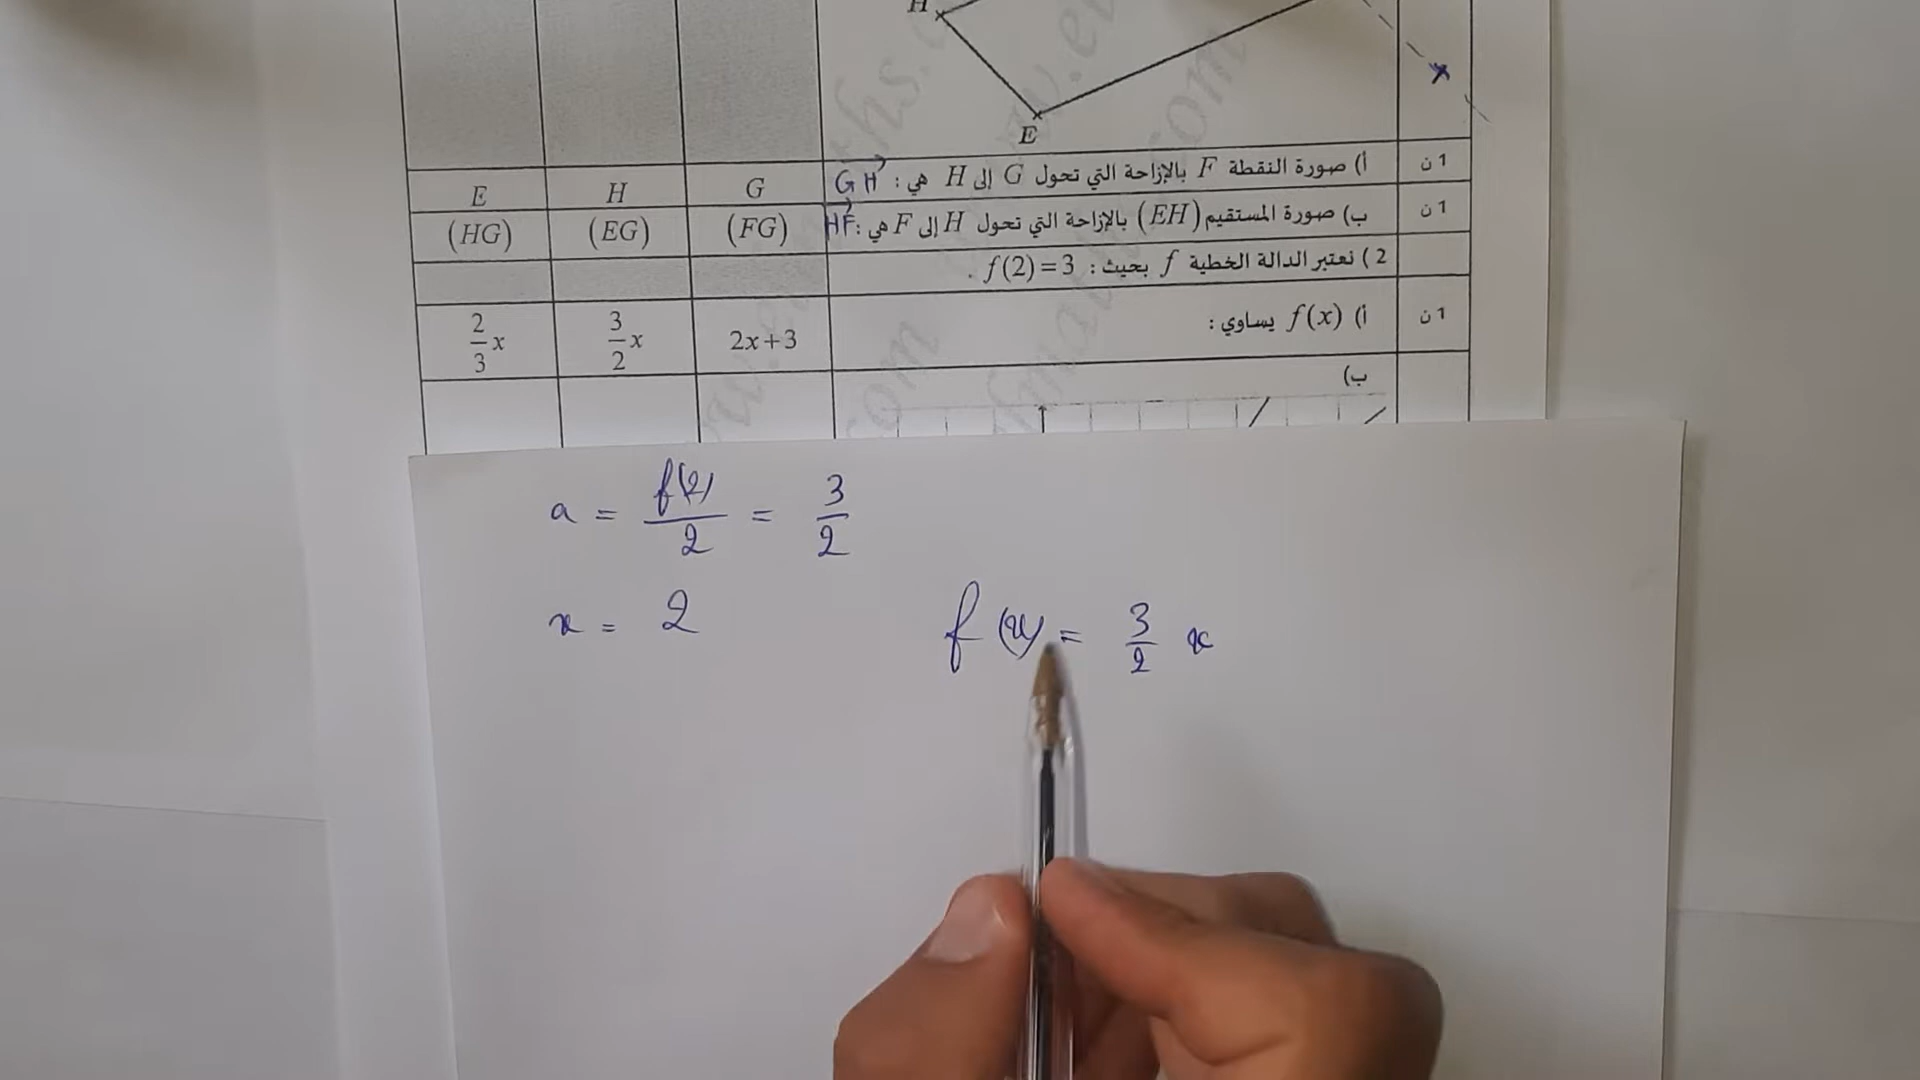 H
E
أ) صورة النقطة F بالإزاحة التي تحول G إلى H هي : GH
1 ن
G
H
E
ب) صورة المستقيم (EH) بالإزاحة التي تحول H إلى F هي : HF
1 ن
(FG)
(EG)
(HG)
2 ) نعتبر الدالة الخطية f بحيث : f(2)=3 .
أ) f(x) يساوي :
1 ن
2x+3
3/2 x
2/3 x
ب)
a = f(2)/2 = 3/2
x = 2
f(x) = 3/2 x